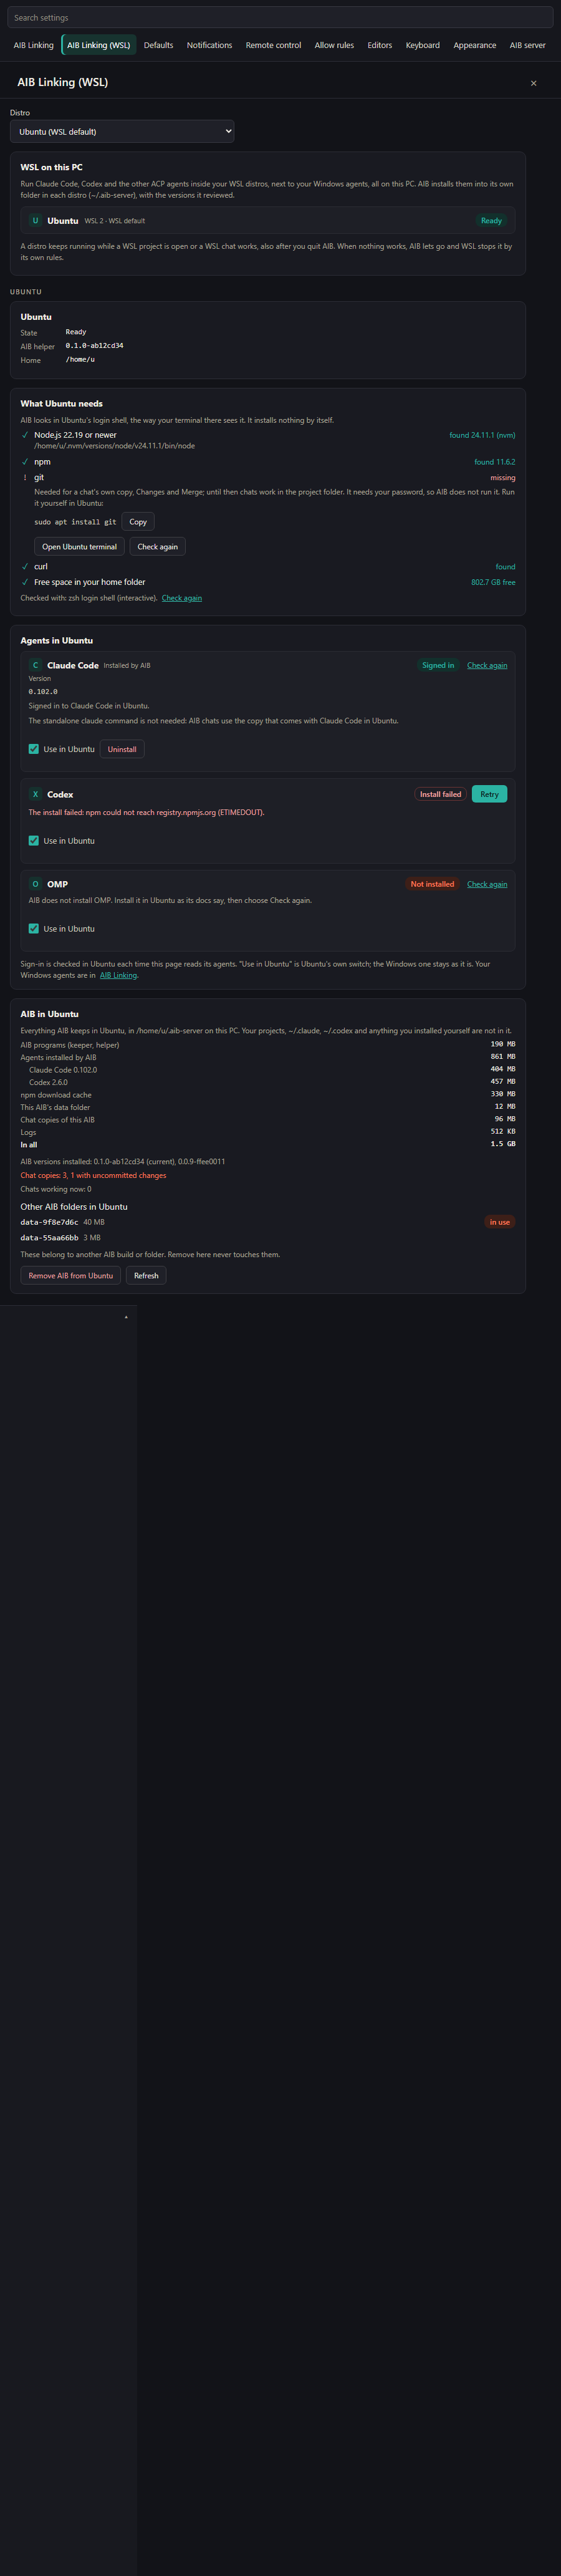 Search settings
AIB Linking
AIB Linking (WSL)
Defaults
Notifications
Remote control
Allow rules
Editors
Keyboard
Appearance
AIB server
AIB Linking (WSL)
×
Distro
Ubuntu (WSL default)
WSL on this PC
Run Claude Code, Codex and the other ACP agents inside your WSL distros, next to your Windows agents, all on this PC. AIB installs them into its own
folder in each distro (~/.aib-server), with the versions it reviewed.
U Ubuntu WSL 2 · WSL default Ready
A distro keeps running while a WSL project is open or a WSL chat works, also after you quit AIB. When nothing works, AIB lets go and WSL stops it by
its own rules.
UBUNTU
Ubuntu
State Ready
AIB helper 0.1.0-ab12cd34
Home /home/u
What Ubuntu needs
AIB looks in Ubuntu's login shell, the way your terminal there sees it. It installs nothing by itself.
✓ Node.js 22.19 or newer found 24.11.1 (nvm)
/home/u/.nvm/versions/node/v24.11.1/bin/node
✓ npm found 11.6.2
! git missing
Needed for a chat's own copy, Changes and Merge; until then chats work in the project folder. It needs your password, so AIB does not run it. Run
it yourself in Ubuntu:
sudo apt install git Copy
Open Ubuntu terminal Check again
✓ curl found
✓ Free space in your home folder 802.7 GB free
Checked with: zsh login shell (interactive). Check again
Agents in Ubuntu
C Claude Code Installed by AIB Signed in Check again
Version
0.102.0
Signed in to Claude Code in Ubuntu.
The standalone claude command is not needed: AIB chats use the copy that comes with Claude Code in Ubuntu.
Use in Ubuntu Uninstall
X Codex Install failed Retry
The install failed: npm could not reach registry.npmjs.org (ETIMEDOUT).
Use in Ubuntu
O OMP Not installed Check again
AIB does not install OMP. Install it in Ubuntu as its docs say, then choose Check again.
Use in Ubuntu
Sign-in is checked in Ubuntu each time this page reads its agents. "Use in Ubuntu" is Ubuntu's own switch; the Windows one stays as it is. Your
Windows agents are in AIB Linking.
AIB in Ubuntu
Everything AIB keeps in Ubuntu, in /home/u/.aib-server on this PC. Your projects, ~/.claude, ~/.codex and anything you installed yourself are not in it.
AIB programs (keeper, helper) 190 MB
Agents installed by AIB 861 MB
Claude Code 0.102.0 404 MB
Codex 2.6.0 457 MB
npm download cache 330 MB
This AIB's data folder 12 MB
Chat copies of this AIB 96 MB
Logs 512 KB
In all 1.5 GB
AIB versions installed: 0.1.0-ab12cd34 (current), 0.0.9-ffee0011
Chat copies: 3, 1 with uncommitted changes
Chats working now: 0
Other AIB folders in Ubuntu
data-9f8e7d6c 40 MB in use
data-55aa66bb 3 MB
These belong to another AIB build or folder. Remove here never touches them.
Remove AIB from Ubuntu Refresh